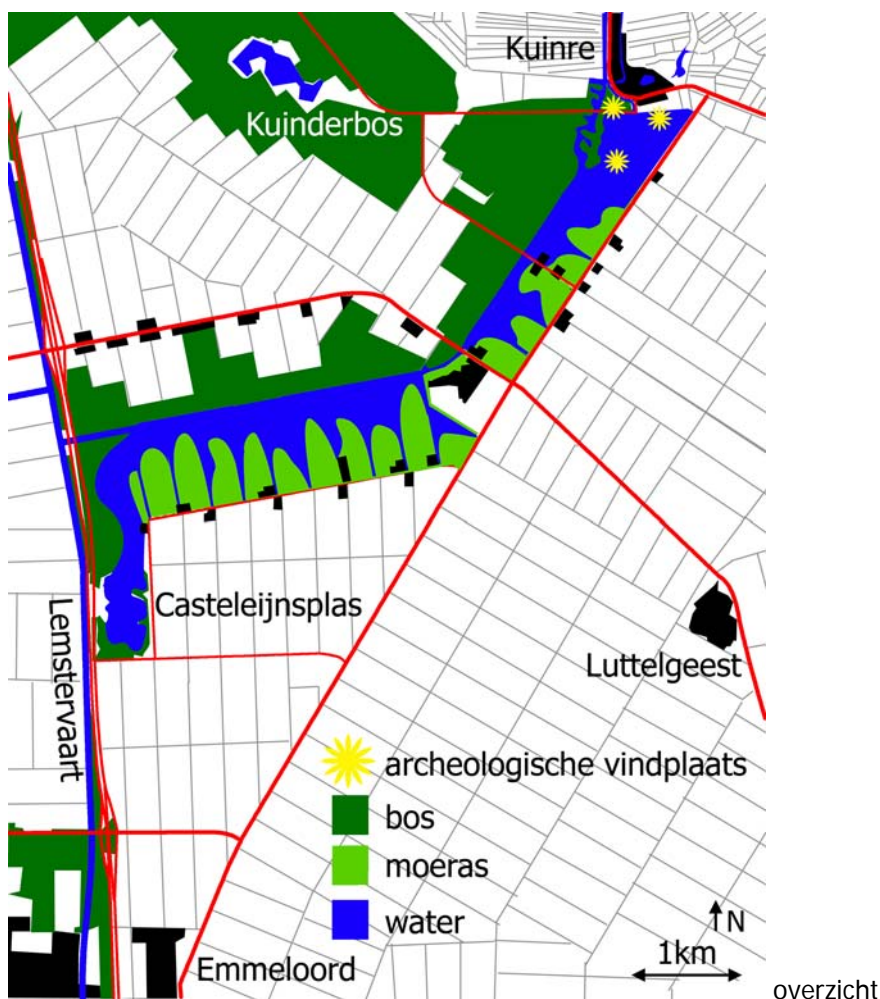 Kuinre
Kuinderbos
Casteleijnsplas
Lemstervaart
Luttelgeest
archeologische vindplaats
bos
moeras
water
N
1km
Emmeloord
overzicht